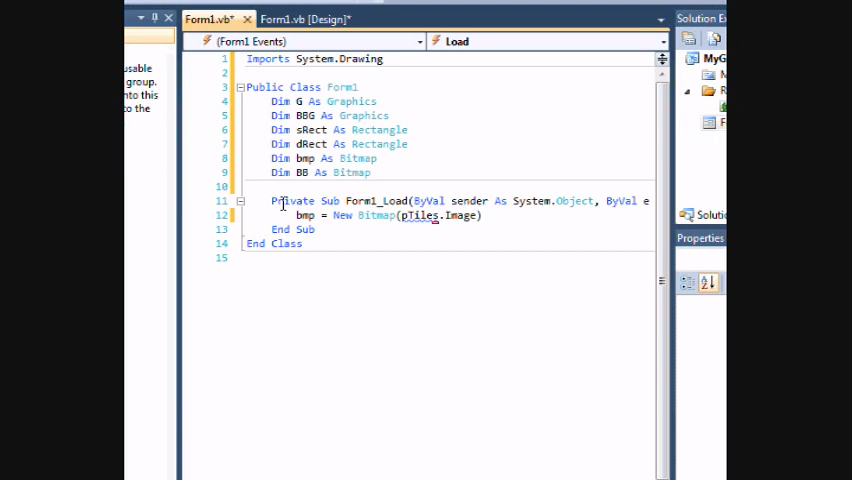 Form1.vb* Form1.vb [Design]*
Solution Ex
(Form1 Events) Load
usable
group.
nto this
to the
1 Imports System.Drawing
2
3 Public Class Form1
4 Dim G As Graphics
5 Dim BBG As Graphics
6 Dim sRect As Rectangle
7 Dim dRect As Rectangle
8 Dim bmp As Bitmap
9 Dim BB As Bitmap
10
11 Private Sub Form1_Load(ByVal sender As System.Object, ByVal e
12 bmp = New Bitmap(pTiles.Image)
13 End Sub
14 End Class
15
MyG
M
R
F
Solutio
Properties